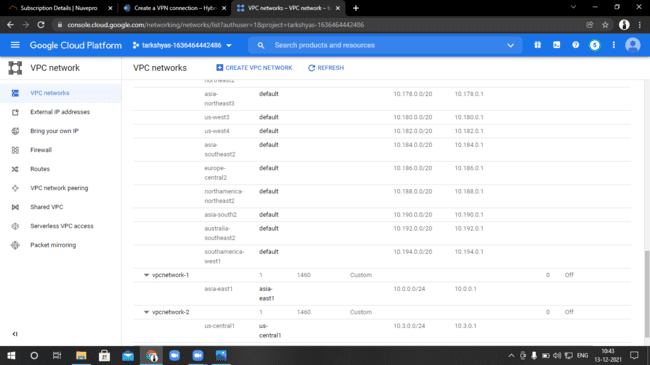 Subscription Details | Nuvepro
Create a VPN connection – Hybr
VPC networks – VPC network – t
console.cloud.google.com/networking/networks/list?authuser=1&project=tarkshyas-1636464442486
Google Cloud Platform
tarkshyas-1636464442486
Search products and resources
VPC network
VPC networks
CREATE VPC NETWORK
REFRESH
VPC networks
External IP addresses
Bring your own IP
Firewall
Routes
VPC network peering
Shared VPC
Serverless VPC access
Packet mirroring
northeast2
asia-northeast3 default 10.178.0.0/20 10.178.0.1
us-west3 default 10.180.0.0/20 10.180.0.1
us-west4 default 10.182.0.0/20 10.182.0.1
asia-southeast2 default 10.184.0.0/20 10.184.0.1
europe-central2 default 10.186.0.0/20 10.186.0.1
northamerica-northeast2 default 10.188.0.0/20 10.188.0.1
asia-south2 default 10.190.0.0/20 10.190.0.1
australia-southeast2 default 10.192.0.0/20 10.192.0.1
southamerica-west1 default 10.194.0.0/20 10.194.0.1
vpcnetwork-1 1 1460 Custom 0 Off
asia-east1 asia-east1 10.0.0.0/24 10.0.0.1
vpcnetwork-2 1 1460 Custom 0 Off
us-central1 us-central1 10.3.0.0/24 10.3.0.1
ENG
10:43
13-12-2021